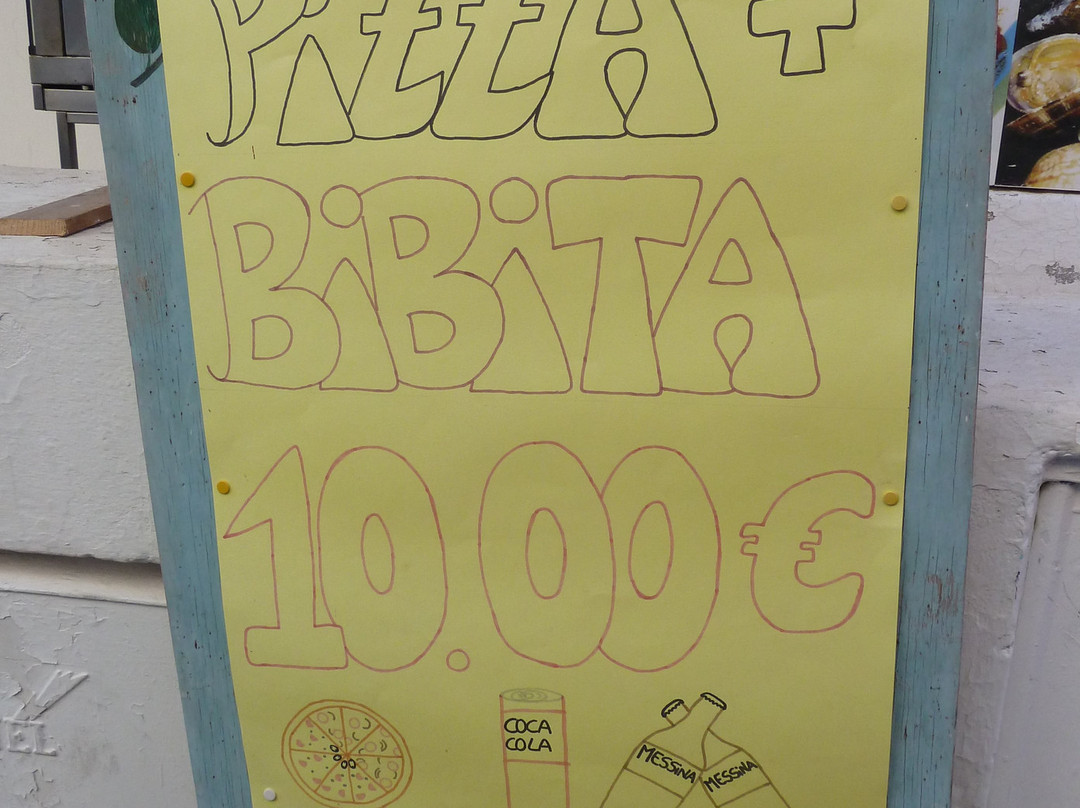 PiZZA +
BiBiTA
10.00 €
COCA
COLA
MESSiNA
MESSiNA